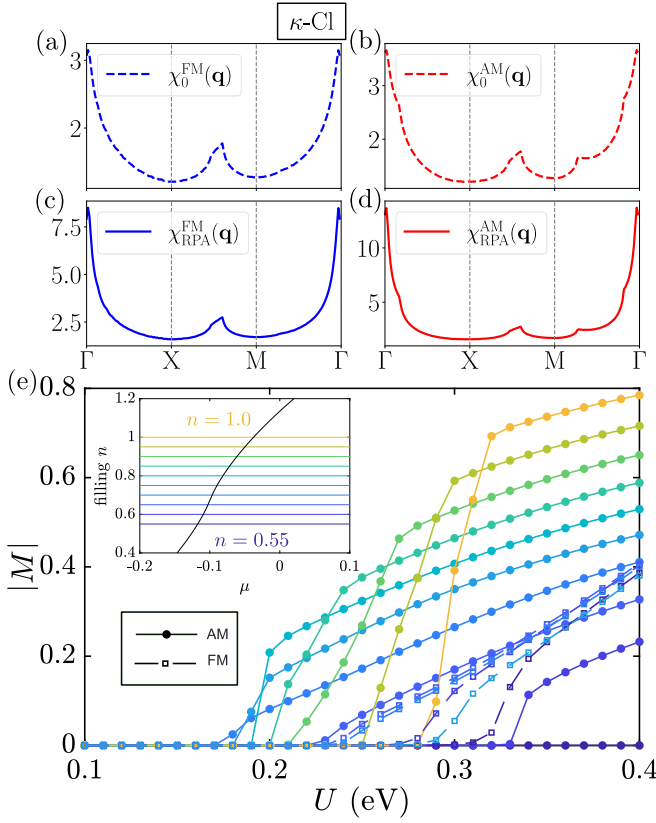 κ-Cl
(a)
(b)
3
2
χ₀^FM(q)
3
2
χ₀^AM(q)
(c)
(d)
7.5
5.0
2.5
χ_RPA^FM(q)
10
5
χ_RPA^AM(q)
Γ X M Γ
Γ X M Γ
(e)
0.8
0.6
0.4
0.2
0
|M|
1.2
1
0.8
0.6
0.4
filling n
n = 1.0
n = 0.55
-0.2 -0.1 0 0.1
μ
AM
FM
0.1 0.2 0.3 0.4
U (eV)